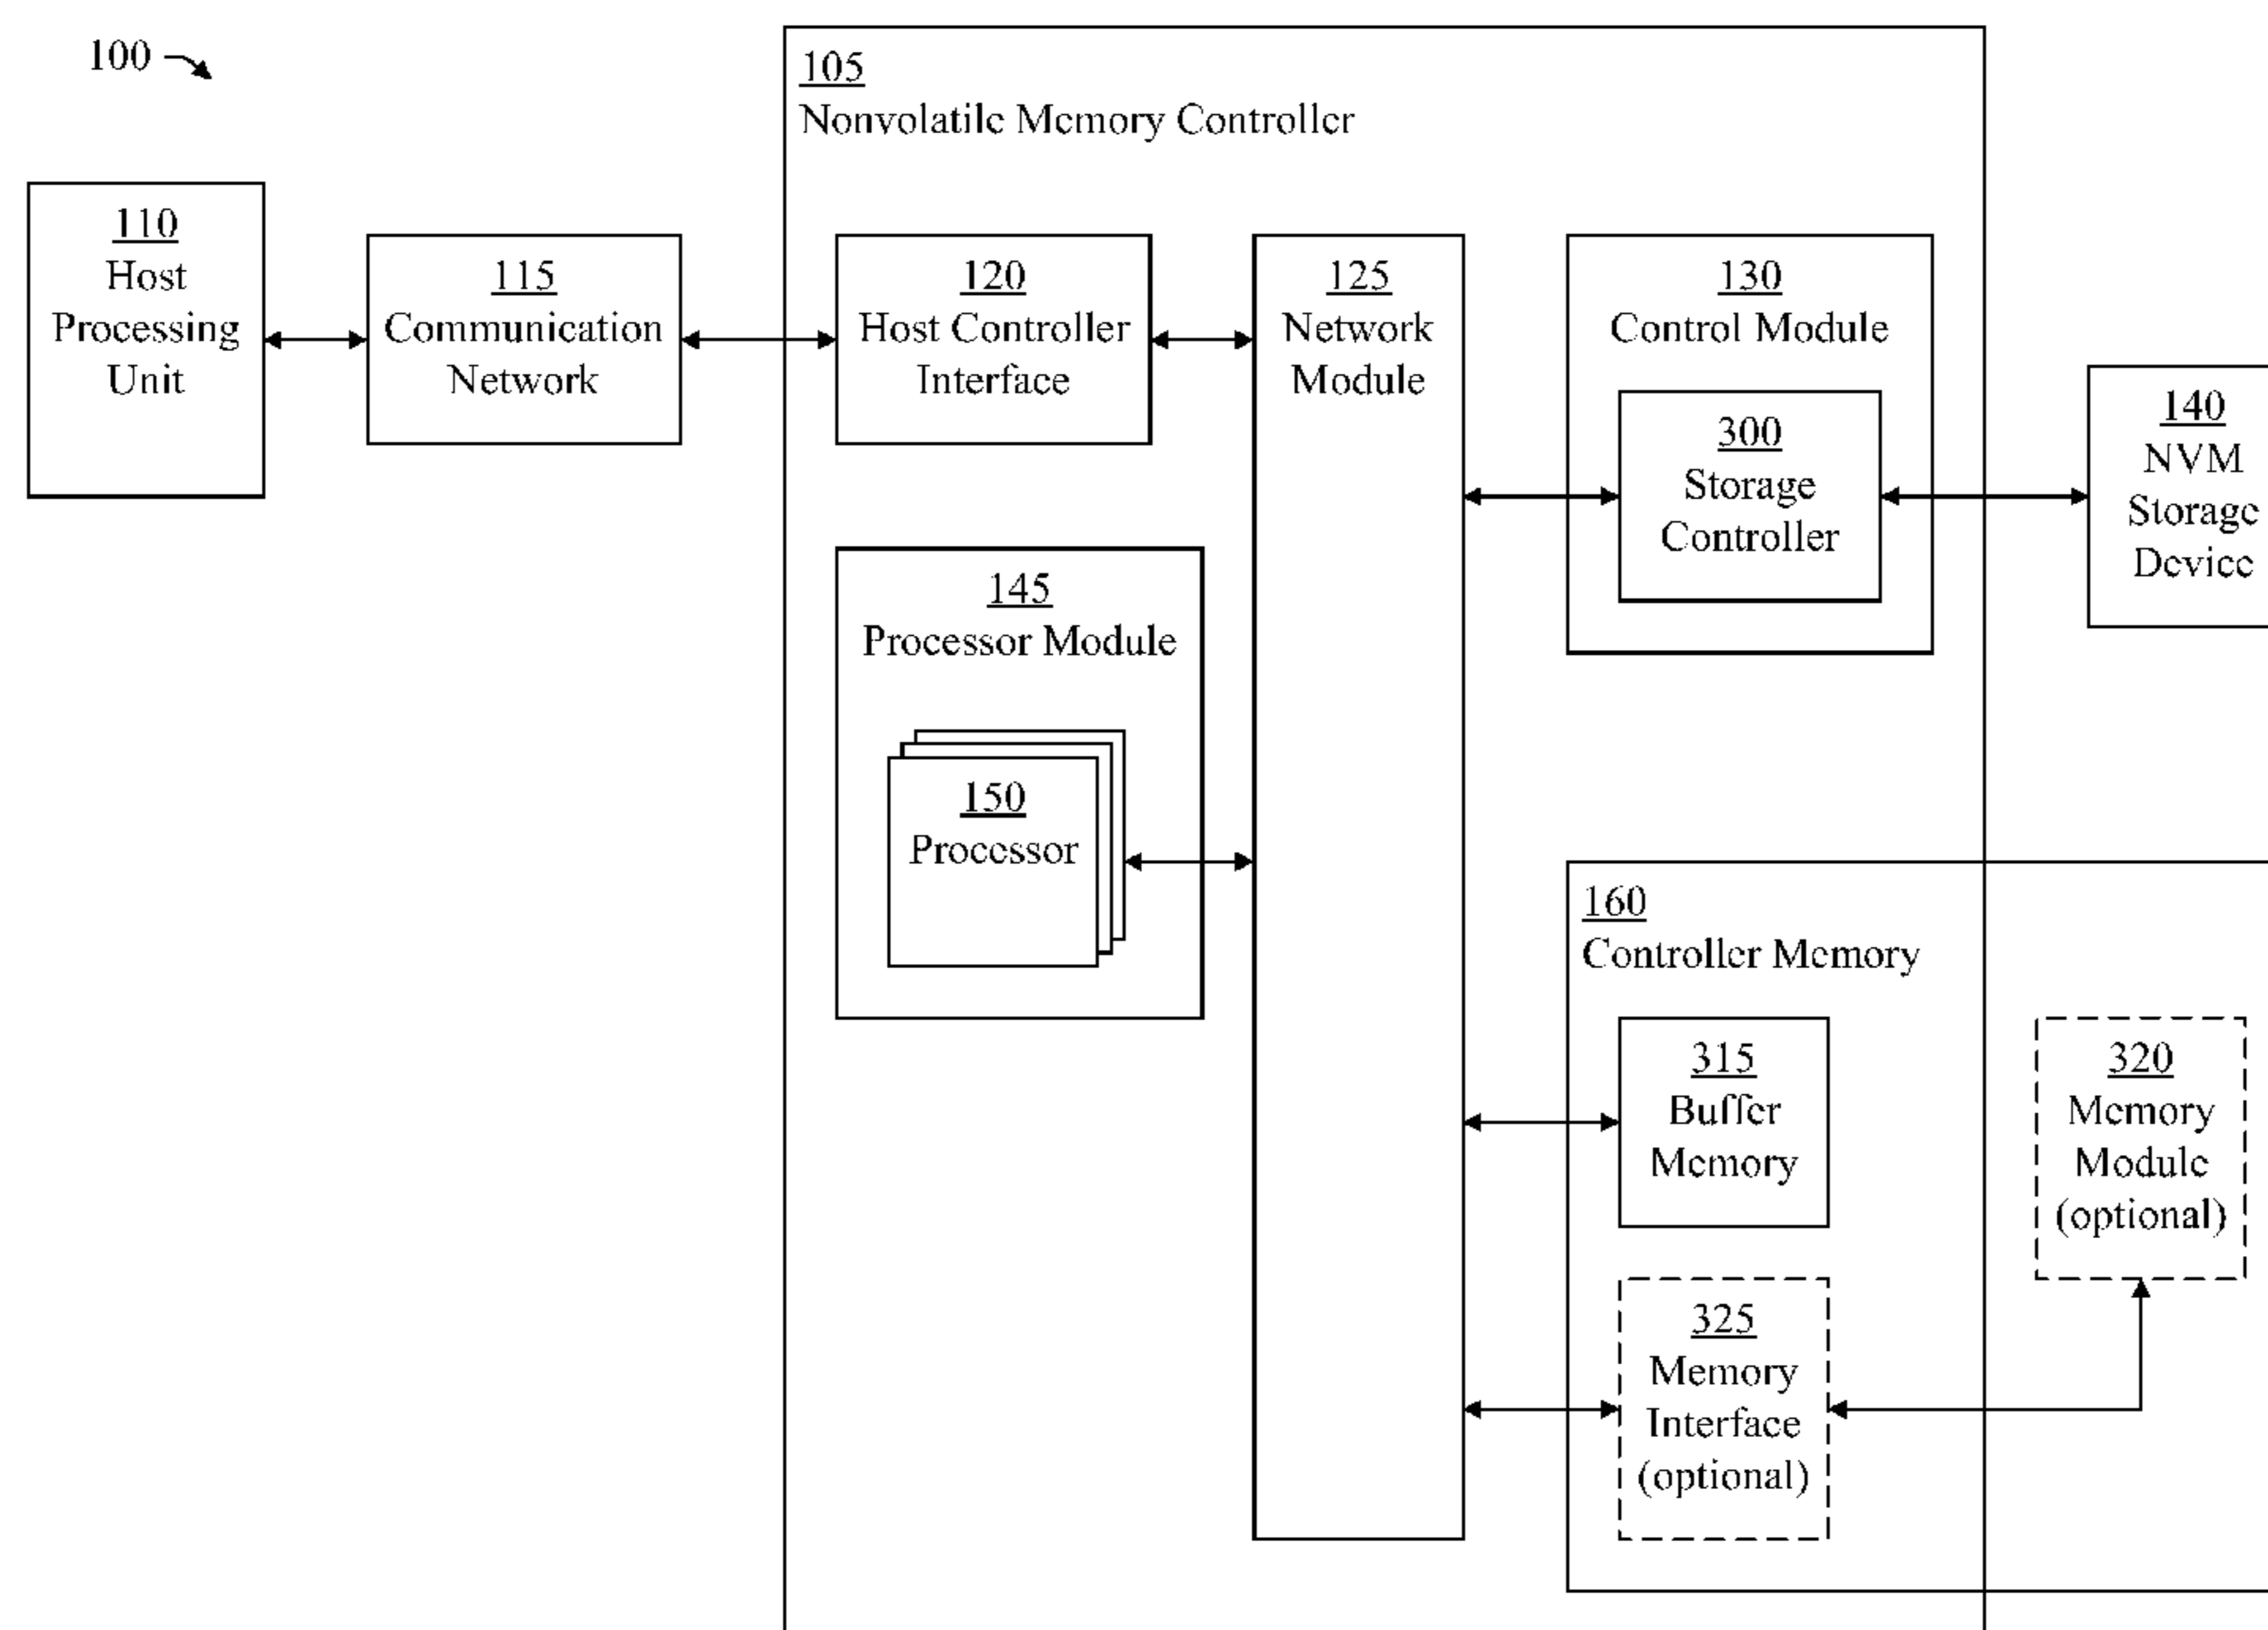 100
105
Nonvolatile Memory Controller
110
Host
Processing
Unit
115
Communication
Network
120
Host Controller
Interface
125
Network
Module
130
Control Module
300
Storage
Controller
140
NVM
Storage
Device
145
Processor Module
150
Processor
160
Controller Memory
315
Buffer
Memory
320
Memory
Module
(optional)
325
Memory
Interface
(optional)